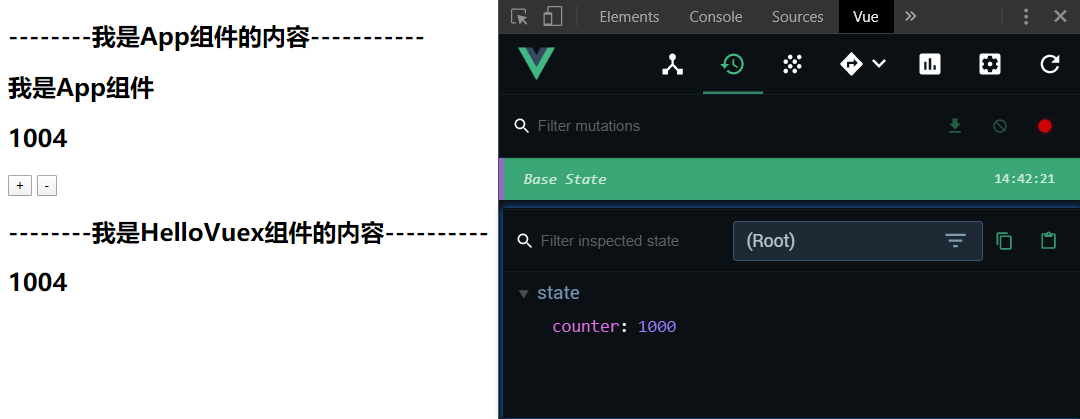 --------我是App组件的内容-----------
我是App组件
1004
+ -
--------我是HelloVuex组件的内容----------
1004
Elements Console Sources Vue
Filter mutations
Base State 14:42:21
Filter inspected state (Root)
state
counter: 1000